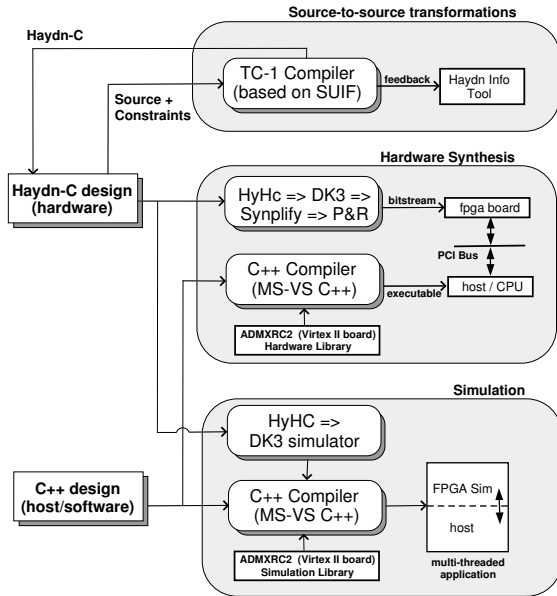 Source-to-source transformations
Haydn-C
TC-1 Compiler
(based on SUIF)
feedback
Haydn Info
Tool
Source +
Constraints
Hardware Synthesis
Haydn-C design
(hardware)
HyHc => DK3 =>
Synplify => P&R
bitstream
fpga board
PCI Bus
C++ Compiler
(MS-VS C++)
executable
host / CPU
ADMXRC2 (Virtex II board)
Hardware Library
Simulation
HyHC =>
DK3 simulator
C++ design
(host/software)
C++ Compiler
(MS-VS C++)
FPGA Sim
host
ADMXRC2 (Virtex II board)
Simulation Library
multi-threaded
application